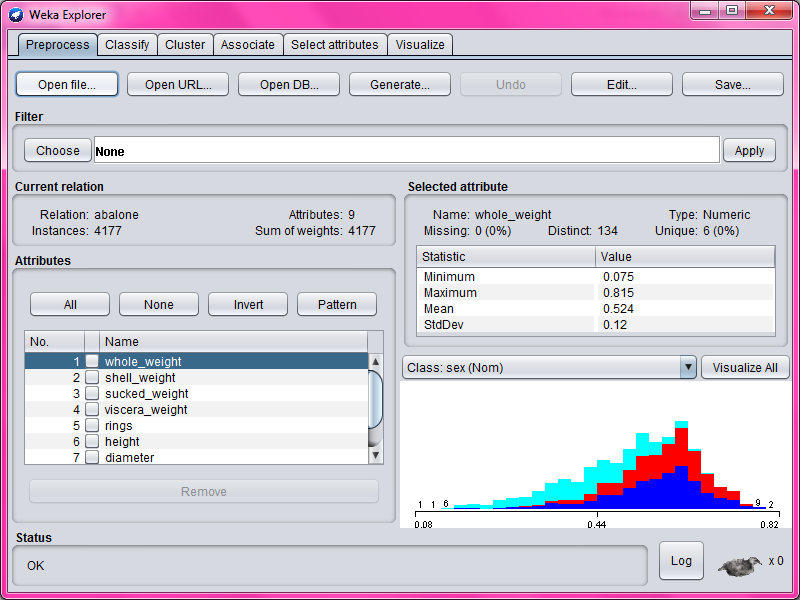 Weka Explorer
Preprocess Classify Cluster Associate Select attributes Visualize
Open file... Open URL... Open DB... Generate... Undo Edit... Save...
Filter
Choose None Apply
Current relation
Relation: abalone Attributes: 9
Instances: 4177 Sum of weights: 4177
Attributes
All None Invert Pattern
No. Name
1 whole_weight
2 shell_weight
3 sucked_weight
4 viscera_weight
5 rings
6 height
7 diameter
Remove
Selected attribute
Name: whole_weight Type: Numeric
Missing: 0 (0%) Distinct: 134 Unique: 6 (0%)
Statistic Value
Minimum 0.075
Maximum 0.815
Mean 0.524
StdDev 0.12
Class: sex (Nom) Visualize All
1 1 6 9 2
0.08 0.44 0.82
Status
OK
Log x 0